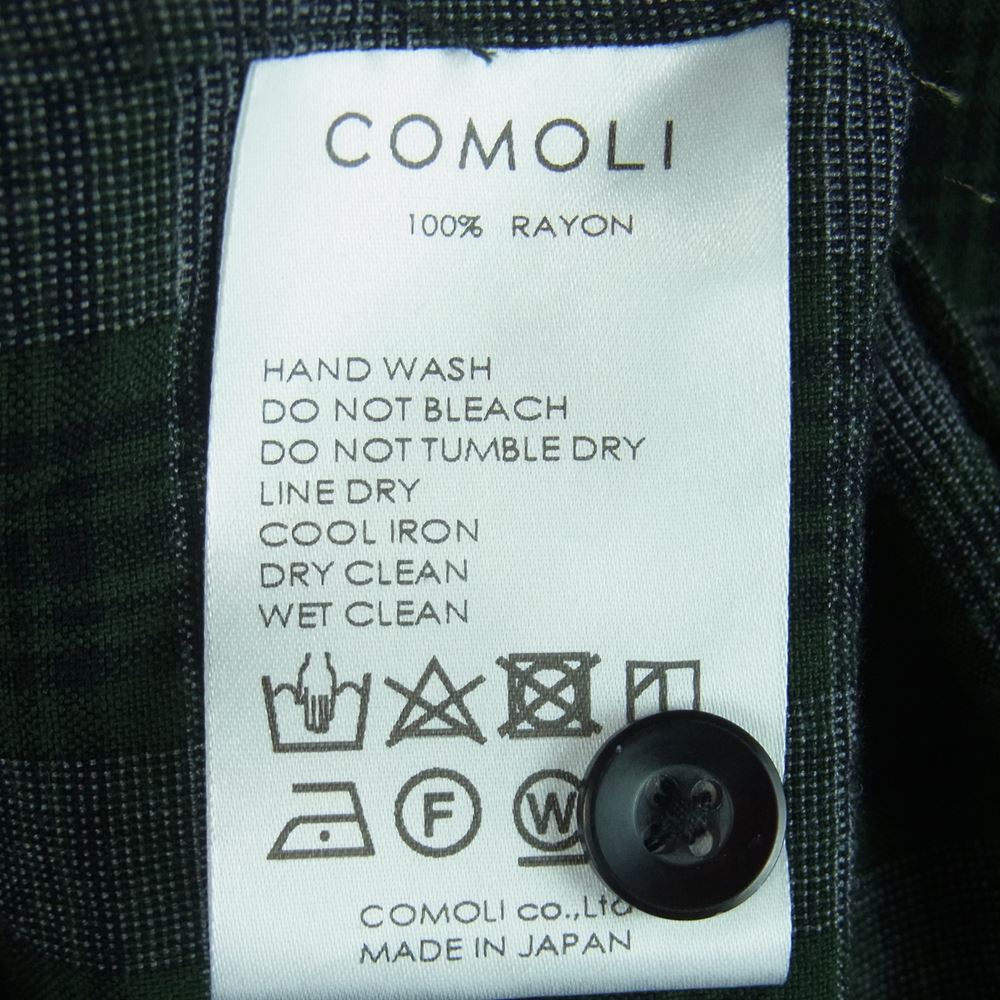 COMOLI
100% RAYON
HAND WASH
DO NOT BLEACH
DO NOT TUMBLE DRY
LINE DRY
COOL IRON
DRY CLEAN
WET CLEAN
F W
COMOLI co.,Ltd
MADE IN JAPAN